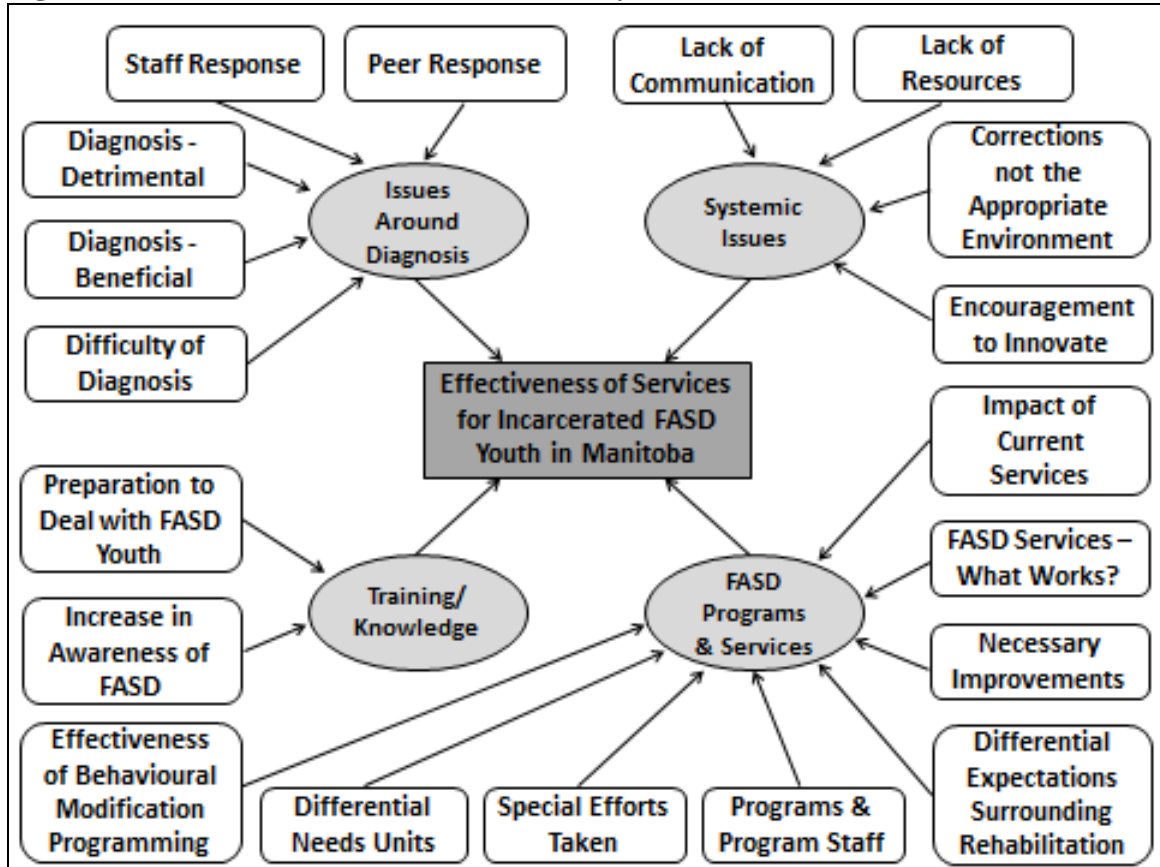 Staff Response
Peer Response
Lack of
Communication
Lack of
Resources
Diagnosis -
Detrimental
Diagnosis -
Beneficial
Difficulty of
Diagnosis
Issues
Around
Diagnosis
Systemic
Issues
Corrections
not the
Appropriate
Environment
Encouragement
to Innovate
Effectiveness of Services
for Incarcerated FASD
Youth in Manitoba
Preparation to
Deal with FASD
Youth
Increase in
Awareness of
FASD
Training/
Knowledge
FASD
Programs
& Services
Impact of
Current
Services
FASD Services –
What Works?
Necessary
Improvements
Effectiveness
of Behavioural
Modification
Programming
Differential
Needs Units
Special Efforts
Taken
Programs &
Program Staff
Differential
Expectations
Surrounding
Rehabilitation